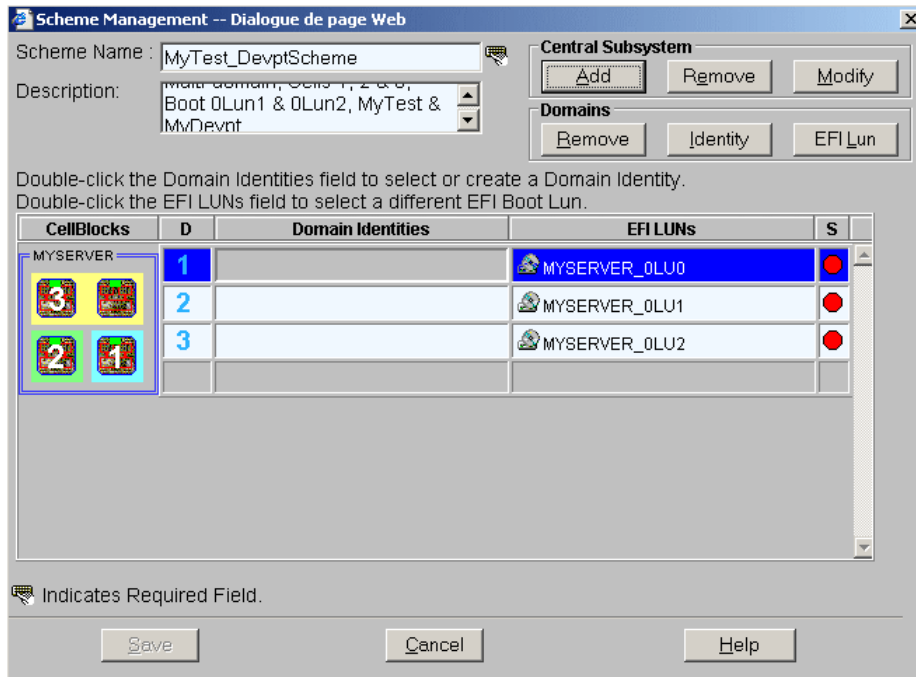 Scheme Management -- Dialogue de page Web
Scheme Name :
MyTest_DevptScheme
Description:
Boot 0Lun1 & 0Lun2, MyTest &
MyDevpt
Central Subsystem
Add Remove Modify
Domains
Remove Identity EFI Lun
Double-click the Domain Identities field to select or create a Domain Identity.
Double-click the EFI LUNs field to select a different EFI Boot Lun.
CellBlocks D Domain Identities EFI LUNs S
MYSERVER
3
2 1
1 MYSERVER_0LU0
2 MYSERVER_0LU1
3 MYSERVER_0LU2
Indicates Required Field.
Save Cancel Help